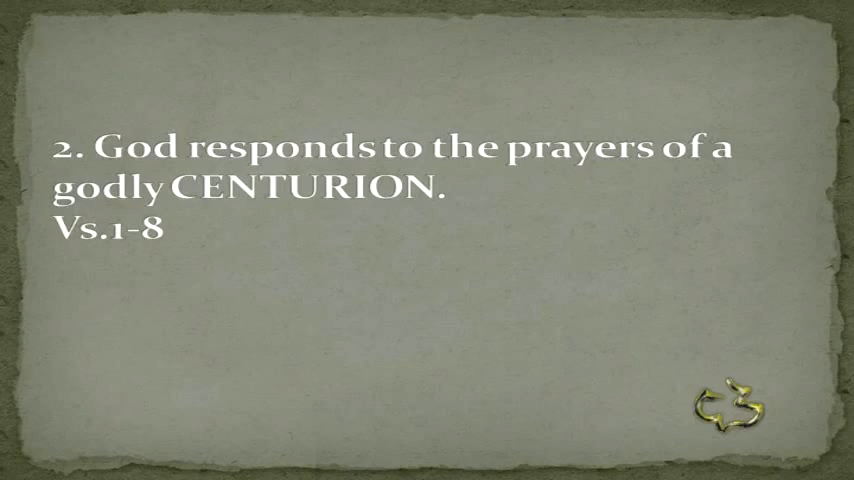 2. God responds to the prayers of a
godly CENTURION.
Vs.1-8